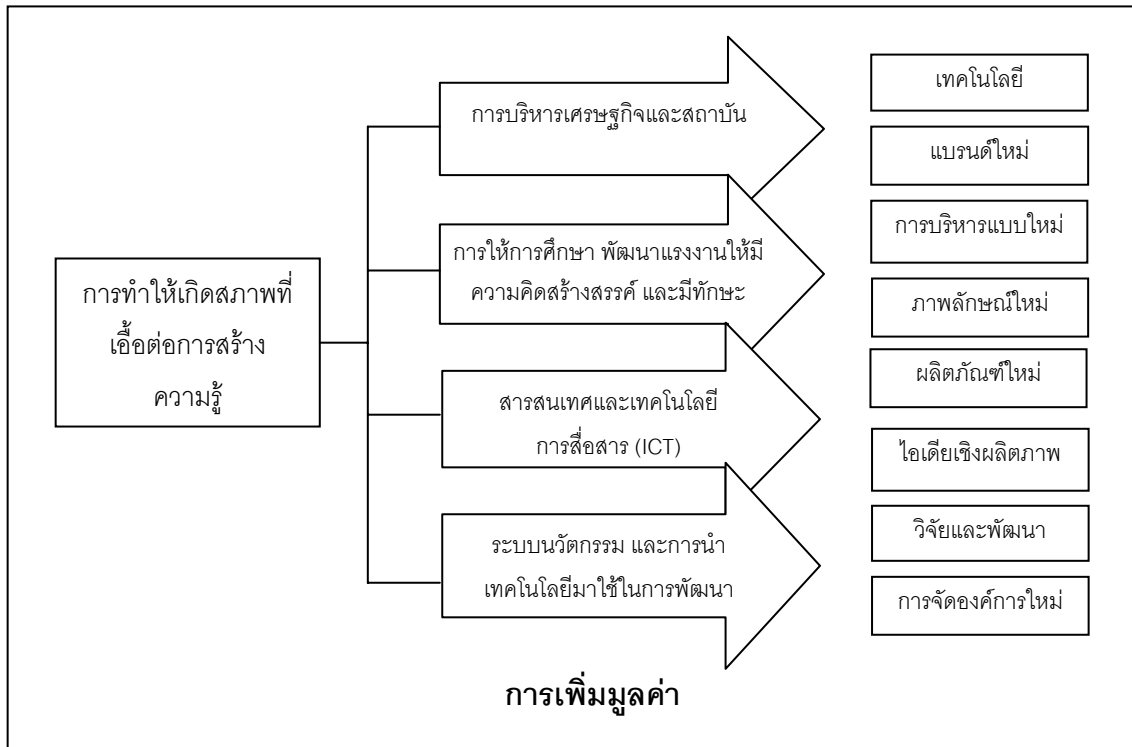 การทำให้เกิดสภาพที่
เอื้อต่อการสร้าง
ความรู้
การบริหารเศรษฐกิจและสถาบัน
การให้การศึกษา พัฒนาแรงงานให้มี
ความคิดสร้างสรรค์ และมีทักษะ
สารสนเทศและเทคโนโลยี
การสื่อสาร (ICT)
ระบบนวัตกรรม และการนำ
เทคโนโลยีมาใช้ในการพัฒนา
เทคโนโลยี
แบรนด์ใหม่
การบริหารแบบใหม่
ภาพลักษณ์ใหม่
ผลิตภัณฑ์ใหม่
ไอเดียเชิงผลิตภาพ
วิจัยและพัฒนา
การจัดองค์การใหม่
การเพิ่มมูลค่า